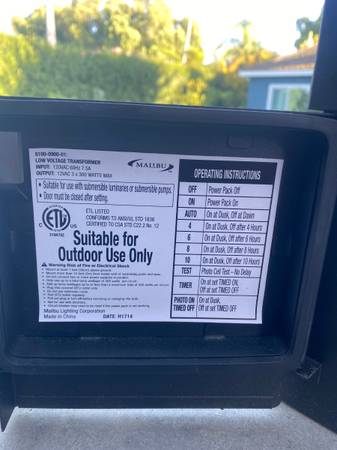 8100-0900-01:
LOW VOLTAGE TRANSFORMER
INPUT: 120VAC/60HZ 7.5A
OUTPUT: 12VAC 3 x 300 WATTS MAX
MALIBU
• Suitable for use with submersible luminaries or submersible pumps.
• Door must be closed after setting.
ETL LISTED
CONFORMS TO ANSI/UL STD 1838
CERTIFIED TO CSA STD C22.2 No. 12
Suitable for
Outdoor Use Only
Warning Risk of Fire or Electrical Shock
Malibu Lighting Corporation
Made in China
DATE: H1714
OPERATING INSTRUCTIONS
OFF Power Pack Off
ON Power Pack On
AUTO On at Dusk, Off at Dawn
4 On at Dusk, Off after 4 Hours
6 On at Dusk, Off after 6 Hours
8 On at Dusk, Off after 8 Hours
10 On at Dusk, Off after 10 Hours
TEST Photo Cell Test - No Delay
TIMER On at set TIMED ON,
Off at set TIMED OFF
PHOTO ON On at Dusk,
TIMED OFF Off at set TIMED OFF